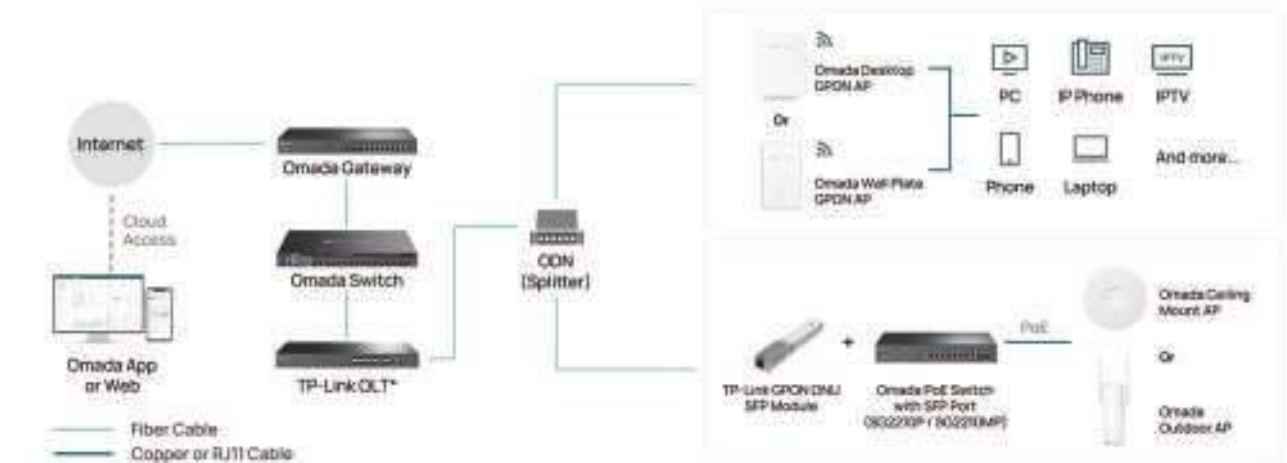 Internet
Omada Gateway
Cloud
Access
Omada Switch
Omada App
or Web
TP-Link OLT*
Fiber Cable
Copper or RJ11 Cable
ODN
(Splitter)
Omada Desktop
GPON AP
Or
Omada Wall Plate
GPON AP
PC
IP Phone
IPTV
IPTV
Phone
Laptop
And more...
TP-Link GPON ONU
SFP Module
+
Omada PoE Switch
with SFP Port
(SG2210P / SG2210MP)
PoE
Omada Ceiling
Mount AP
Or
Omada
Outdoor AP